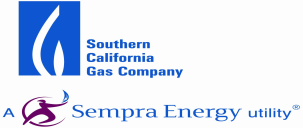 Southern
California
Gas Company
A Sempra Energy utility®